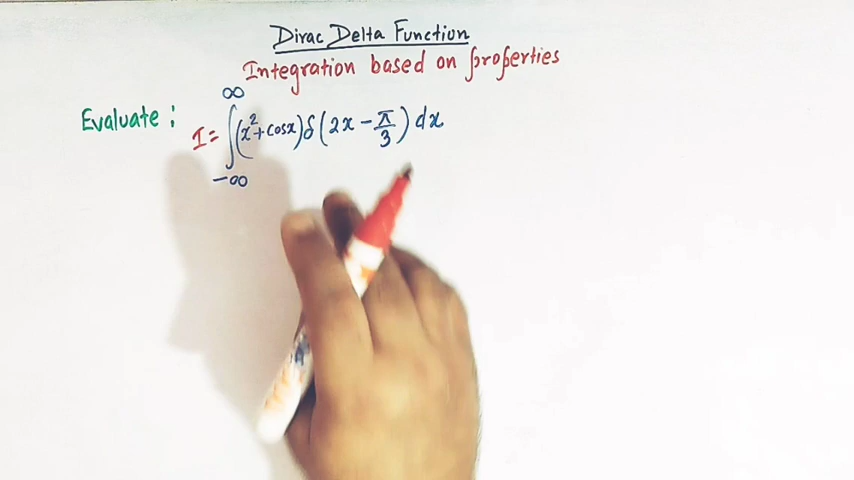 Dirac Delta Function
Integration based on properties
Evaluate : I = ∫_{-∞}^{∞} (x² + cosx) δ(2x − π/3) dx